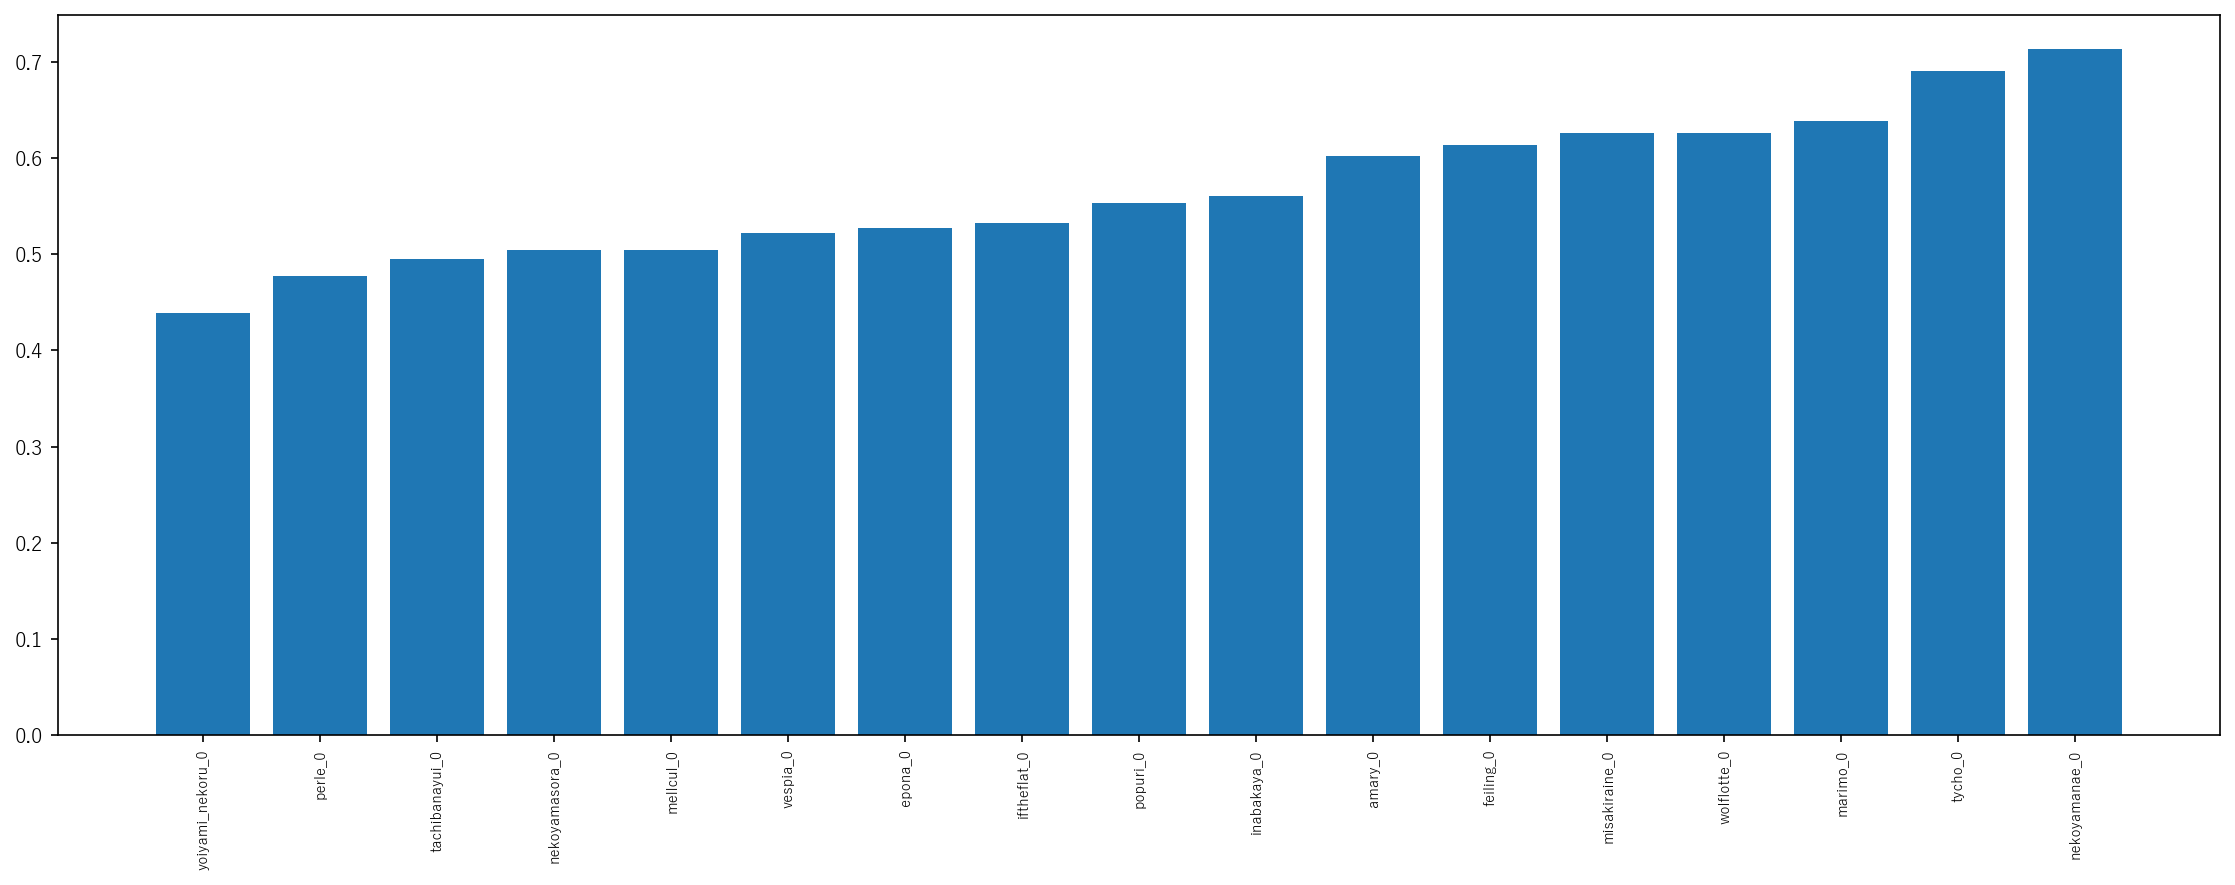 0.7
0.6
0.5
0.4
0.3
0.2
0.1
0.0
yoiyami_nekoru_0
perle_0
tachibanayui_0
nekoyamasora_0
mellcul_0
vespia_0
epona_0
iftheflat_0
popuri_0
inabakaya_0
amary_0
feiling_0
misakiraine_0
wolflotte_0
marimo_0
tycho_0
nekoyamanae_0